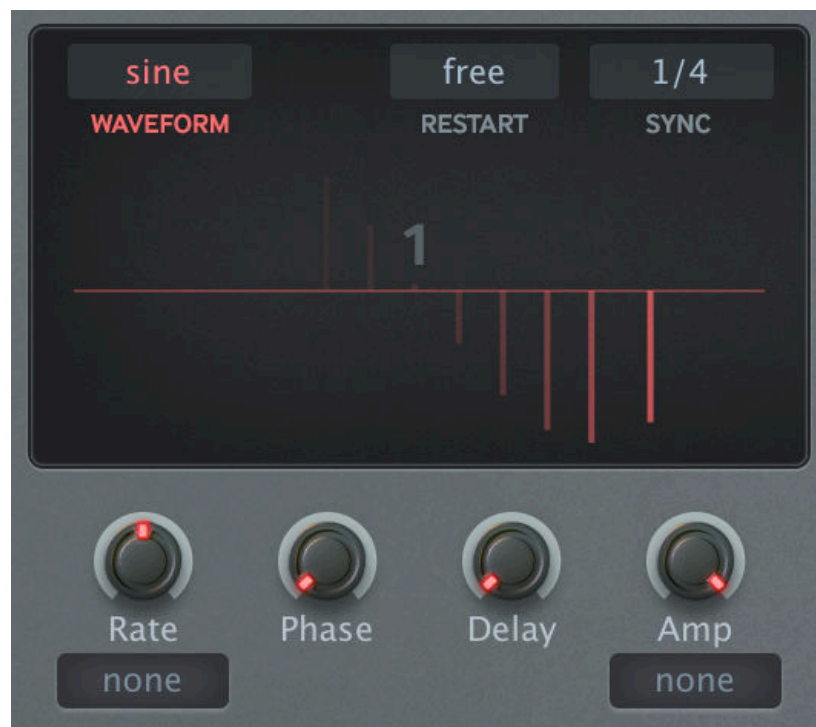 sine free 1/4
WAVEFORM RESTART SYNC
1
Rate Phase Delay Amp
none none